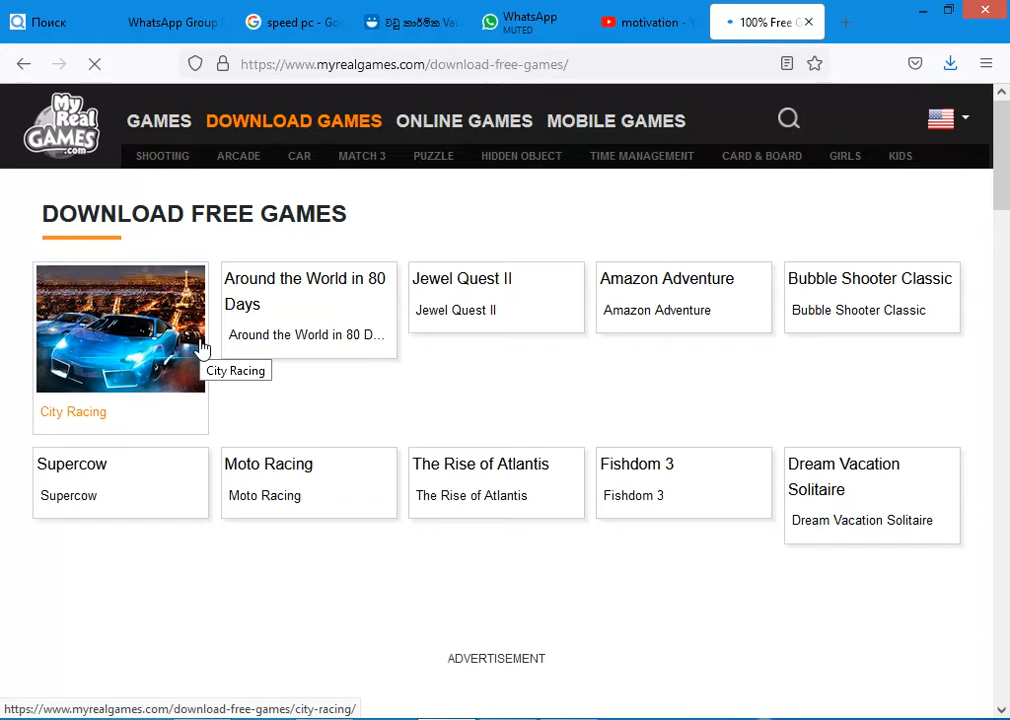 Поиск
WhatsApp Group
speed pc - Go
වඩු කාර්මික Vac
WhatsApp
MUTED
motivation - Y
100% Free G
https://www.myrealgames.com/download-free-games/
My
Real
GAMES
.com
GAMES
DOWNLOAD GAMES
ONLINE GAMES
MOBILE GAMES
SHOOTING
ARCADE
CAR
MATCH 3
PUZZLE
HIDDEN OBJECT
TIME MANAGEMENT
CARD & BOARD
GIRLS
KIDS
DOWNLOAD FREE GAMES
City Racing
City Racing
Around the World in 80
Days
Around the World in 80 D...
Jewel Quest II
Jewel Quest II
Amazon Adventure
Amazon Adventure
Bubble Shooter Classic
Bubble Shooter Classic
Supercow
Supercow
Moto Racing
Moto Racing
The Rise of Atlantis
The Rise of Atlantis
Fishdom 3
Fishdom 3
Dream Vacation
Solitaire
Dream Vacation Solitaire
ADVERTISEMENT
https://www.myrealgames.com/download-free-games/city-racing/